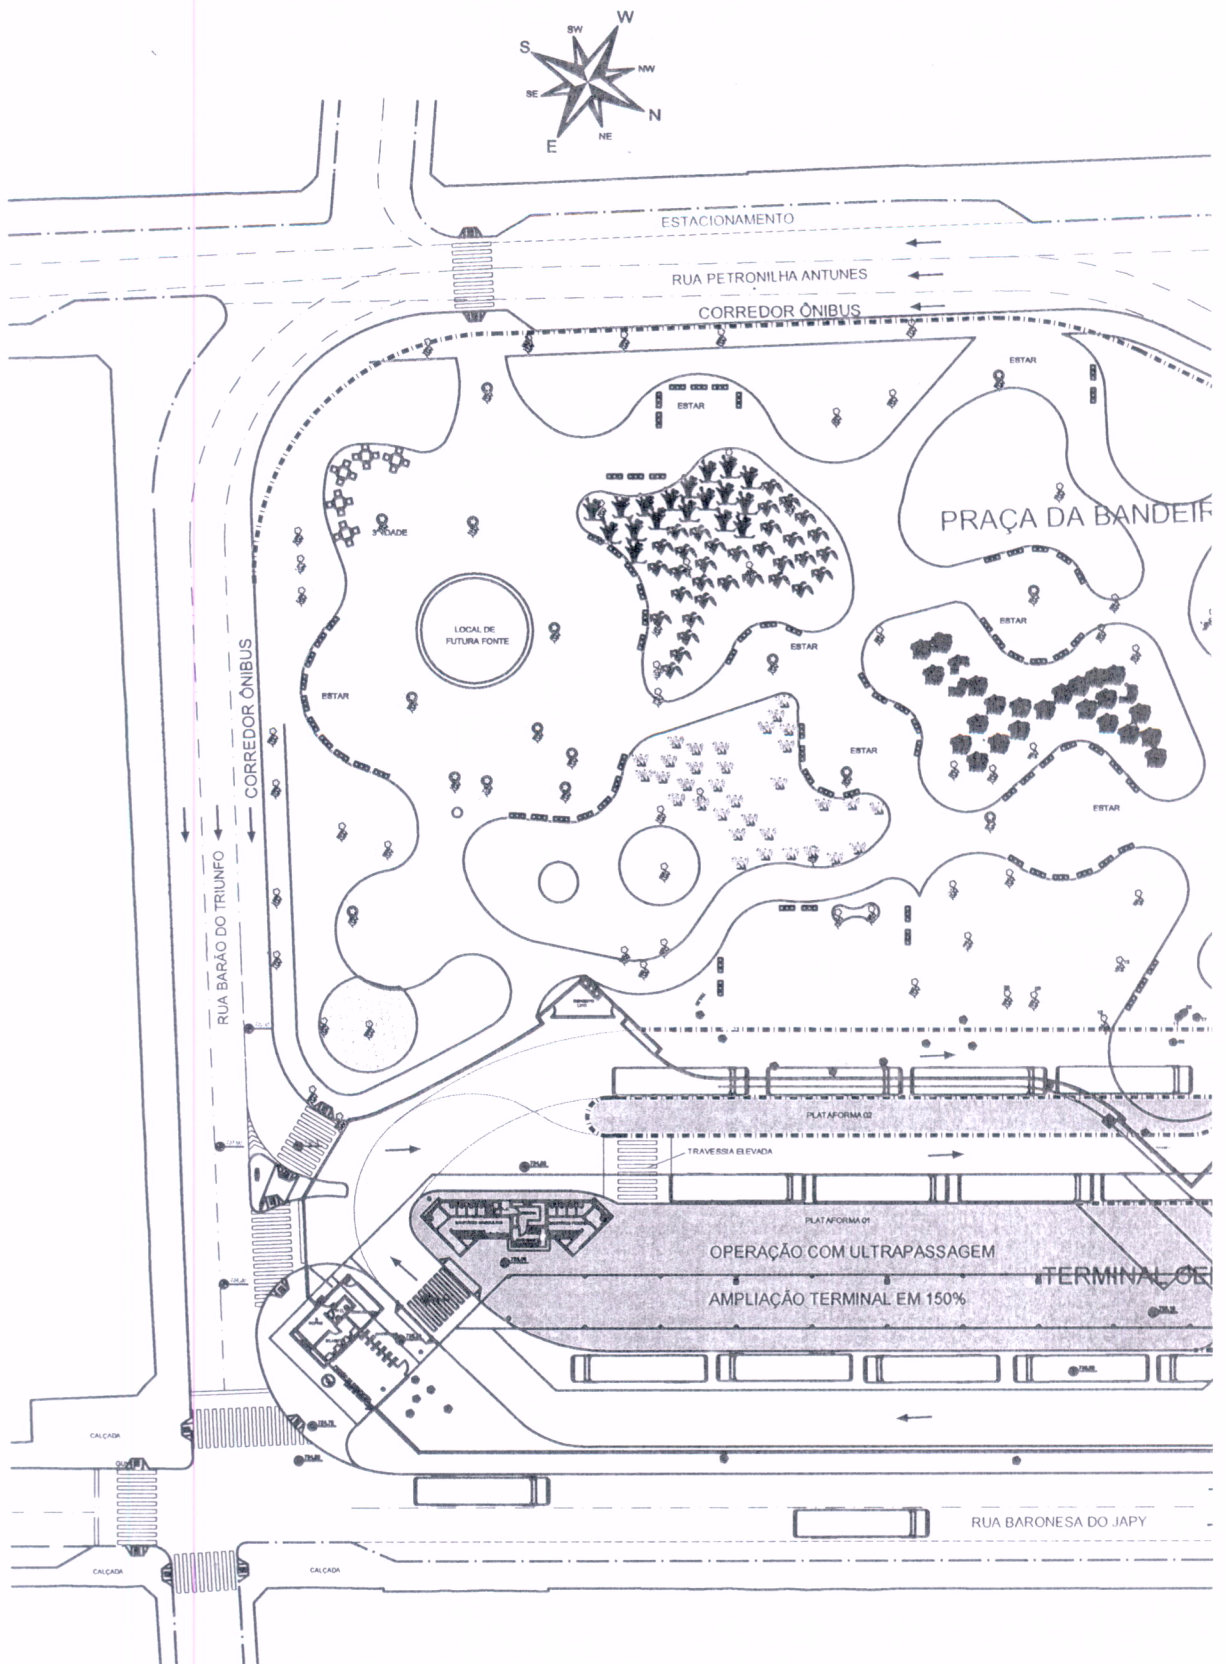 W
SW
S
NW
SE
N
NE
E
ESTACIONAMENTO
RUA PETRONILHA ANTUNES
CORREDOR ÔNIBUS
ESTAR
ESTAR
PRAÇA DA BANDEIR
3ª IDADE
LOCAL DE
FUTURA FONTE
ESTAR
ESTAR
ESTAR
CORREDOR ÔNIBUS
ESTAR
ESTAR
RUA BARÃO DO TRIUNFO
PLATAFORMA 02
TRAVESSIA ELEVADA
PLATAFORMA 01
OPERAÇÃO COM ULTRAPASSAGEM
TERMINAL CE
AMPLIAÇÃO TERMINAL EM 150%
CALÇADA
RUA BARONESA DO JAPY
CALÇADA
CALÇADA